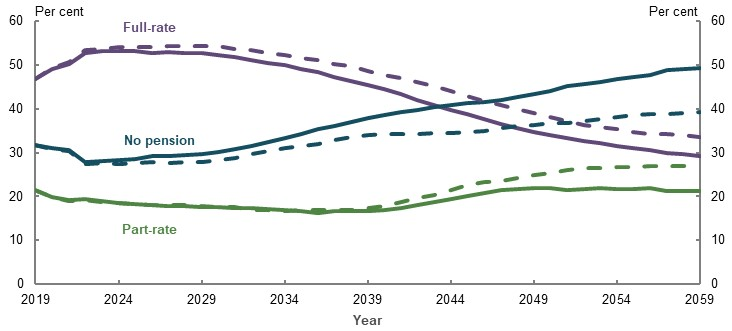 Per cent Per cent
60 60
Full-rate
50 50
40 40
No pension
30 30
20 20
Part-rate
10 10
0 0
2019 2024 2029 2034 2039 2044 2049 2054 2059
Year